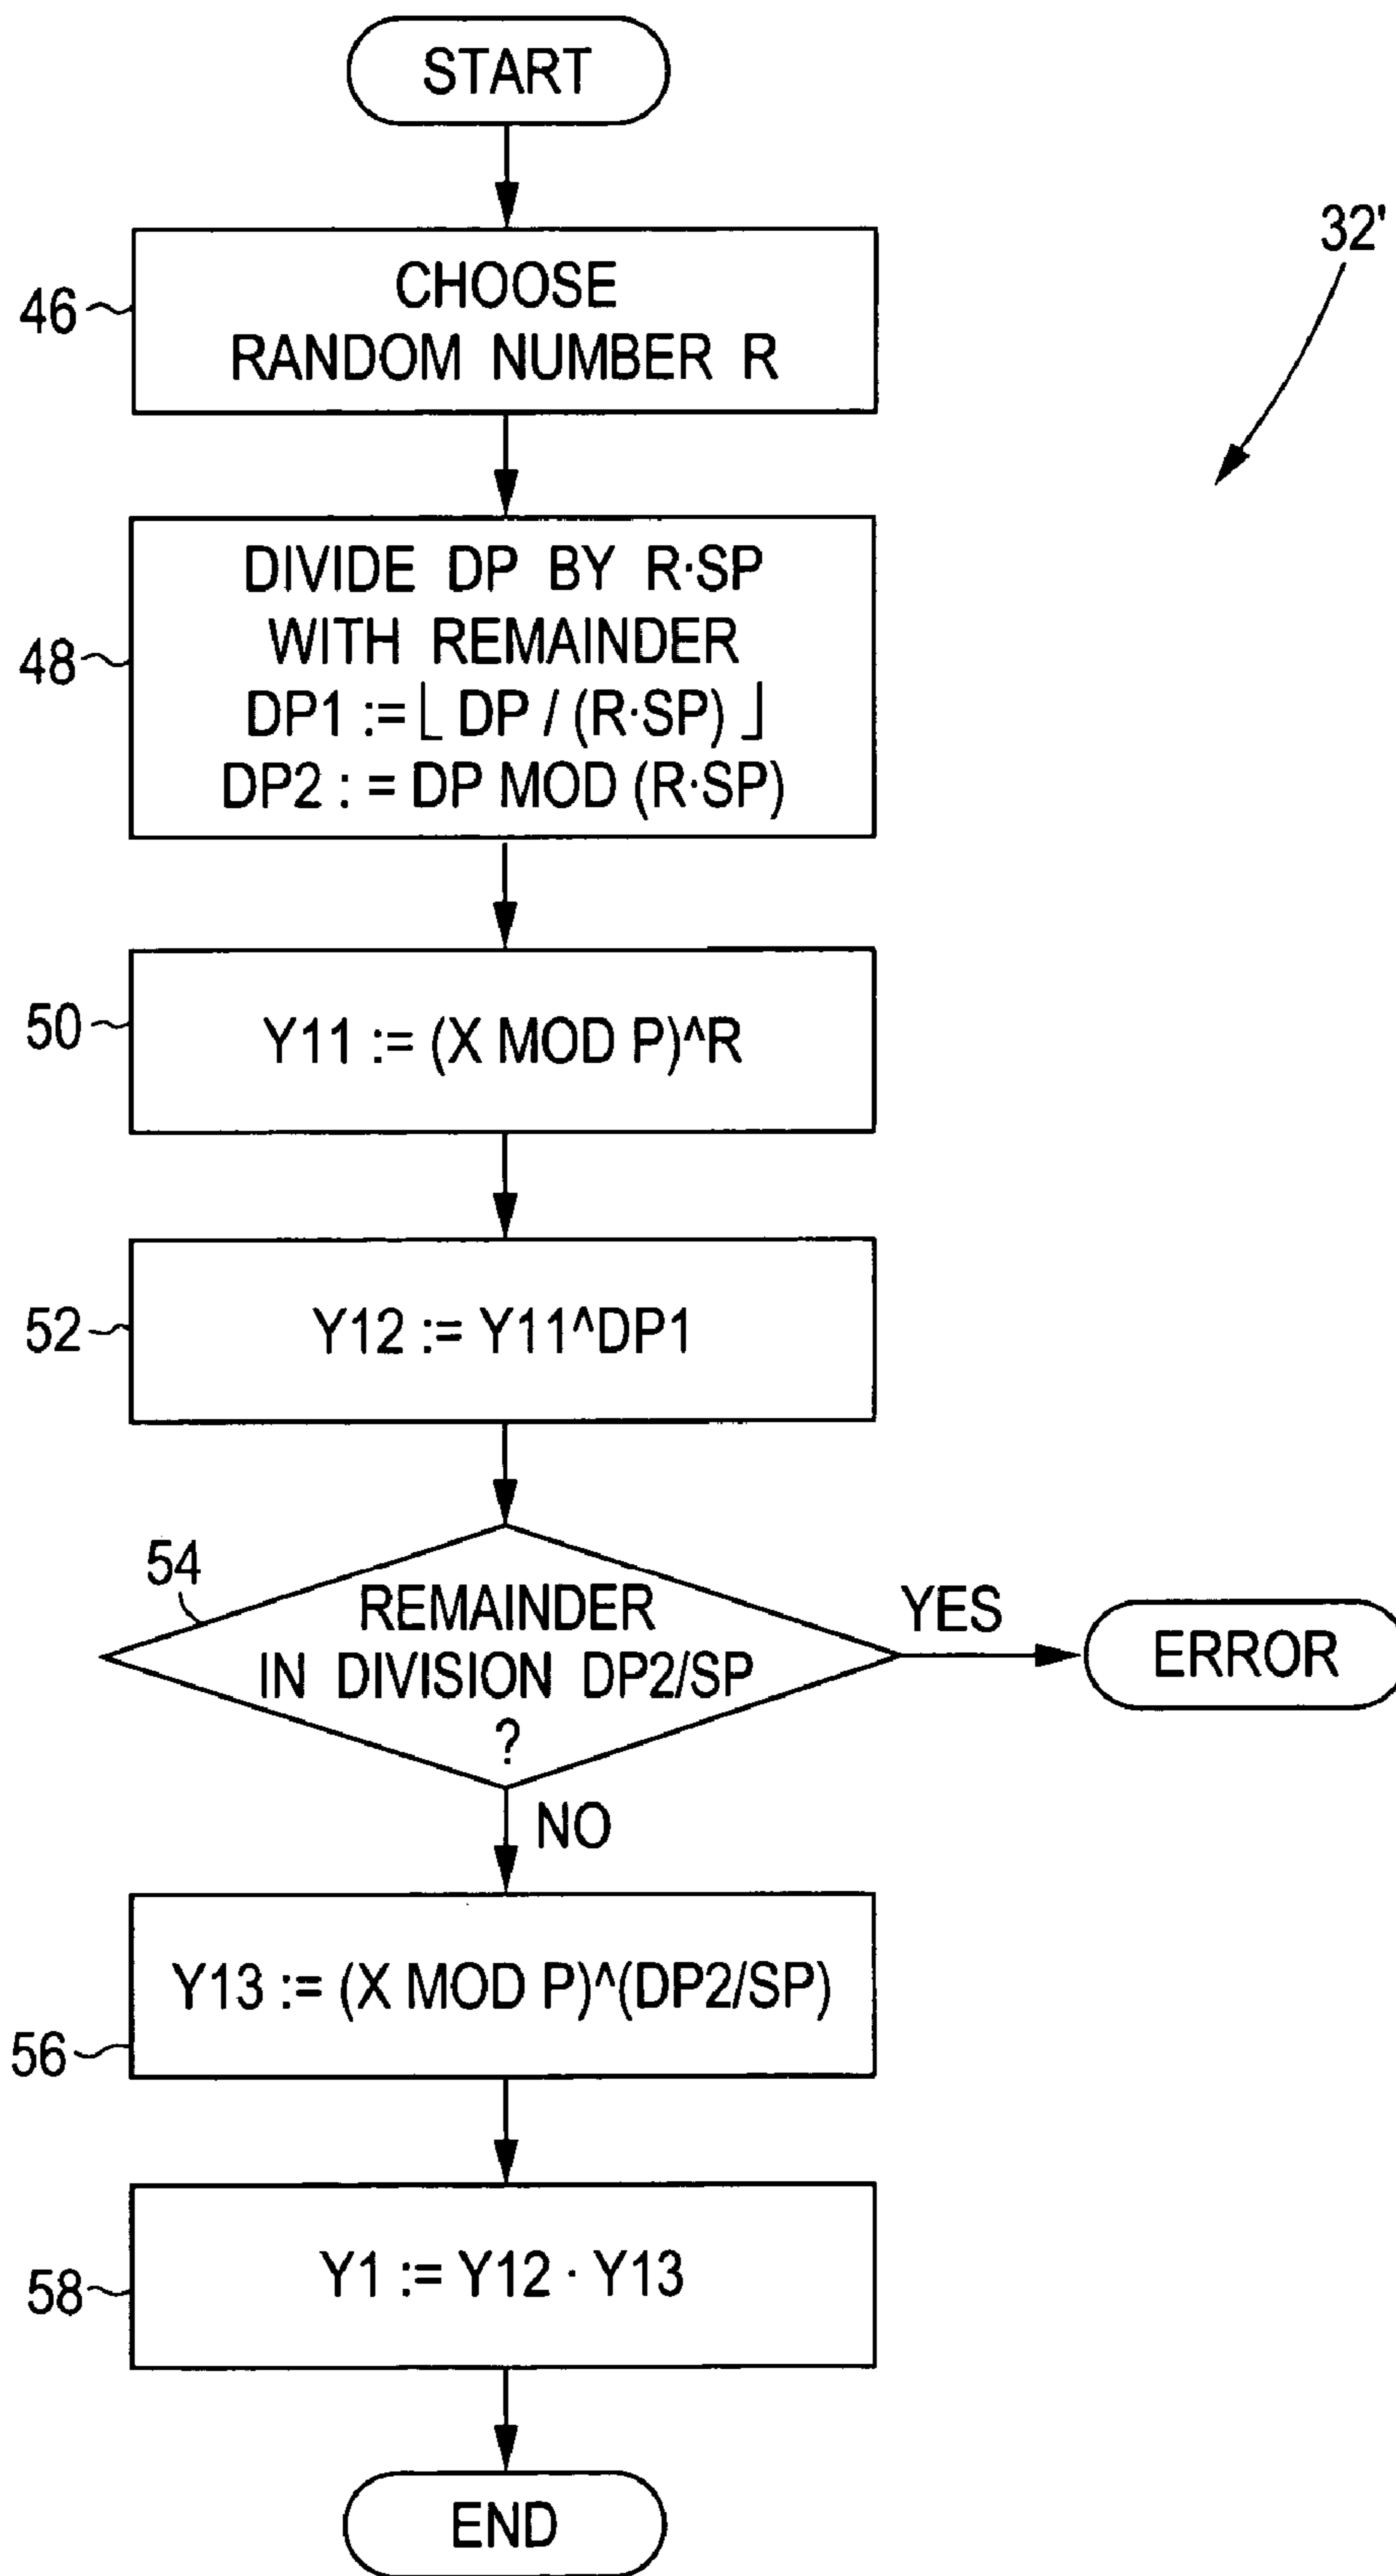 START
32'
46
CHOOSE
RANDOM NUMBER R
48
DIVIDE DP BY R·SP
WITH REMAINDER
DP1 := ⌊ DP / (R·SP) ⌋
DP2 : = DP MOD (R·SP)
50
Y11 := (X MOD P)^R
52
Y12 := Y11^DP1
54
REMAINDER
IN DIVISION DP2/SP
?
YES
ERROR
NO
56
Y13 := (X MOD P)^(DP2/SP)
58
Y1 := Y12 · Y13
END